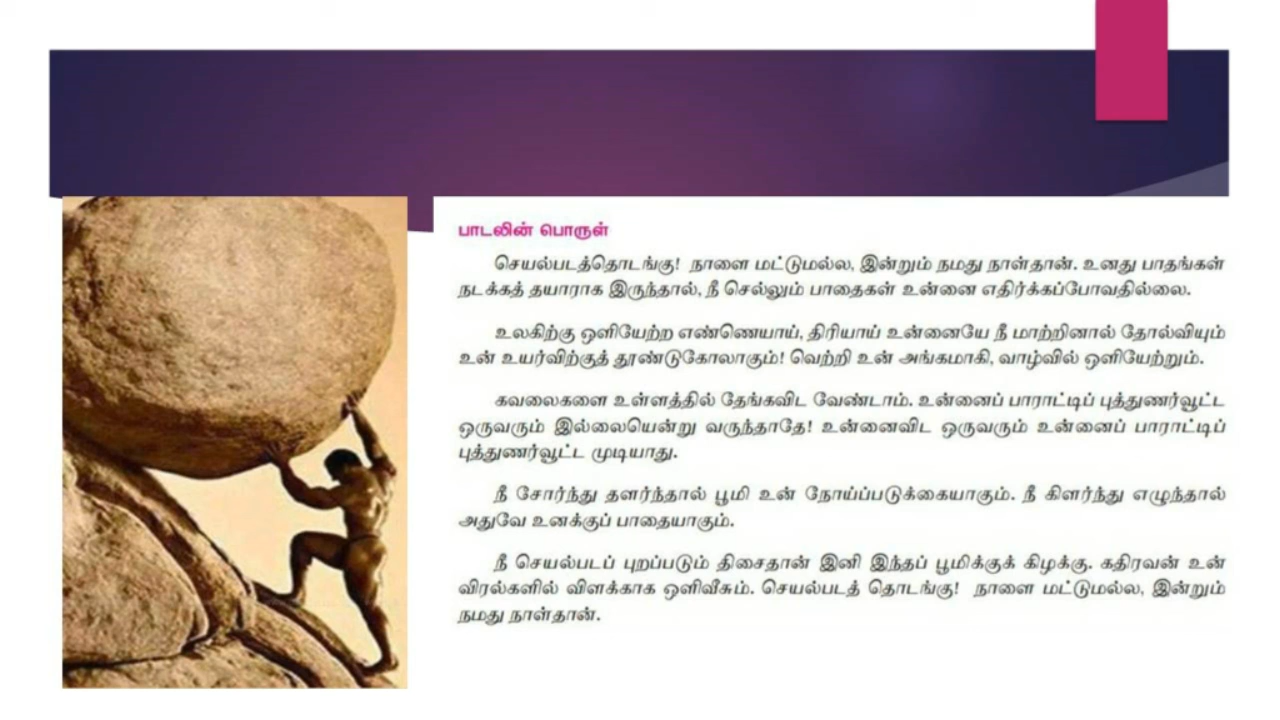 பாடலின் பொருள்
செயல்படத்தொடங்கு! நாளை மட்டுமல்ல, இன்றும் நமது நாள்தான். உனது பாதங்கள்
நடக்கத் தயாராக இருந்தால், நீ செல்லும் பாதைகள் உன்னை எதிர்க்கப்போவதில்லை.
உலகிற்கு ஒளியேற்ற எண்ணெயாய், திரியாய் உன்னையே நீ மாற்றினால் தோல்வியும்
உன் உயர்விற்குத் தூண்டுகோலாகும்! வெற்றி உன் அங்கமாகி, வாழ்வில் ஒளியேற்றும்.
கவலைகளை உள்ளத்தில் தேங்கவிட வேண்டாம். உன்னைப் பாராட்டிப் புத்துணர்வூட்ட
ஒருவரும் இல்லையென்று வருந்தாதே! உன்னைவிட ஒருவரும் உன்னைப் பாராட்டிப்
புத்துணர்வூட்ட முடியாது.
நீ சோர்ந்து தளர்ந்தால் பூமி உன் நோய்ப்படுக்கையாகும். நீ கிளர்ந்து எழுந்தால்
அதுவே உனக்குப் பாதையாகும்.
நீ செயல்படப் புறப்படும் திசைதான் இனி இந்தப் பூமிக்குக் கிழக்கு. கதிரவன் உன்
விரல்களில் விளக்காக ஒளிவீசும். செயல்படத் தொடங்கு! நாளை மட்டுமல்ல, இன்றும்
நமது நாள்தான்.